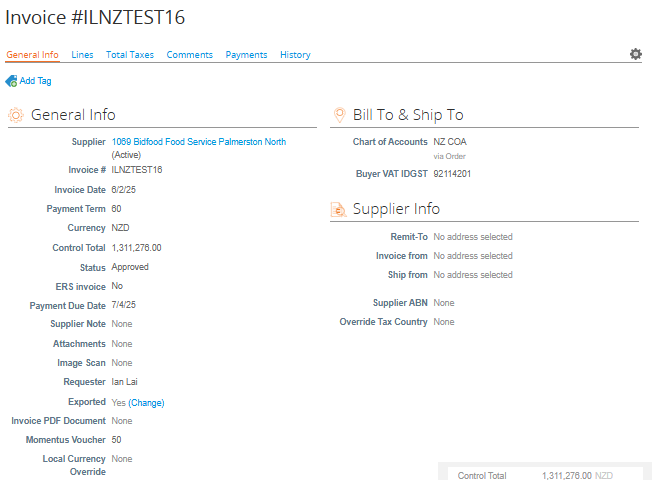 Invoice #ILNZTEST16
General Info Lines Total Taxes Comments Payments History
Add Tag
General Info
Supplier 1069 Bidfood Food Service Palmerston North
(Active)
Invoice # ILNZTEST16
Invoice Date 6/2/25
Payment Term 60
Currency NZD
Control Total 1,311,276.00
Status Approved
ERS invoice No
Payment Due Date 7/4/25
Supplier Note None
Attachments None
Image Scan None
Requester Ian Lai
Exported Yes (Change)
Invoice PDF Document None
Momentus Voucher 50
Local Currency None
Override
Bill To & Ship To
Chart of Accounts NZ COA
via Order
Buyer VAT IDGST 92114201
Supplier Info
Remit-To No address selected
Invoice from No address selected
Ship from No address selected
Supplier ABN None
Override Tax Country None
Control Total 1,311,276.00 NZD